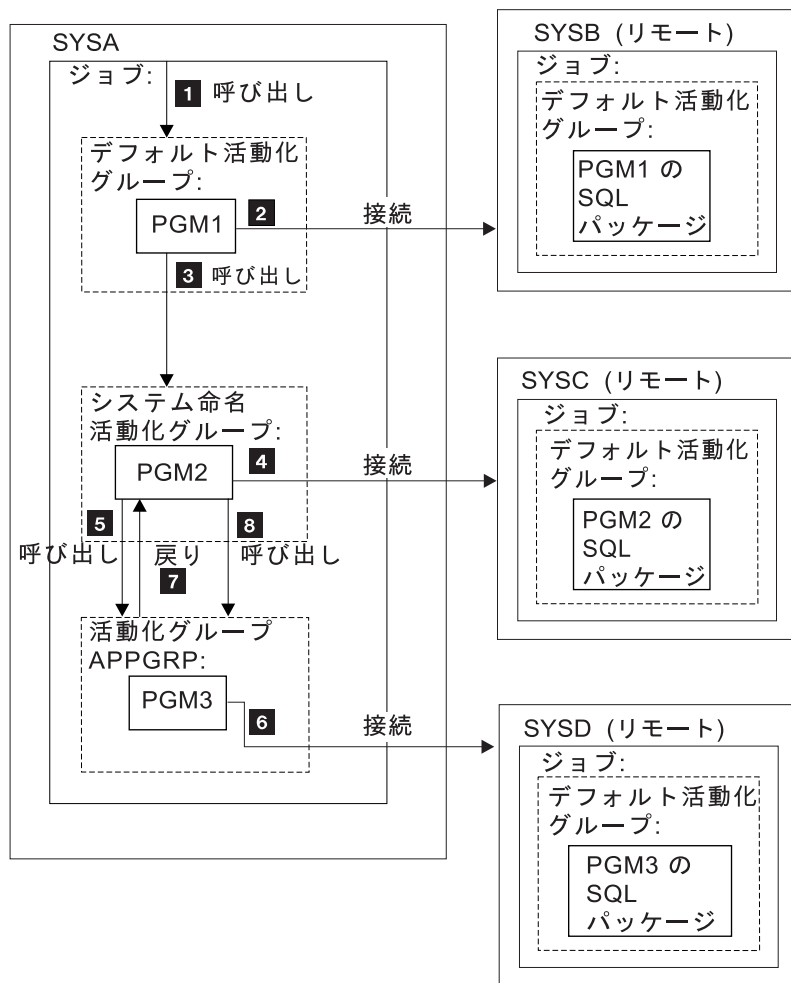 SYSA
ジョブ:
1 呼び出し
デフォルト活動化
グループ:
PGM1
2
接続
3 呼び出し
システム命名
活動化グループ:
PGM2
4
接続
5
呼び出し
戻り
7
8
呼び出し
活動化グループ
APPGRP:
PGM3
6
接続
SYSB (リモート)
ジョブ:
デフォルト活動化
グループ:
PGM1 の
SQL
パッケージ
SYSC (リモート)
ジョブ:
デフォルト活動化
グループ:
PGM2 の
SQL
パッケージ
SYSD (リモート)
ジョブ:
デフォルト活動化
グループ:
PGM3 の
SQL
パッケージ